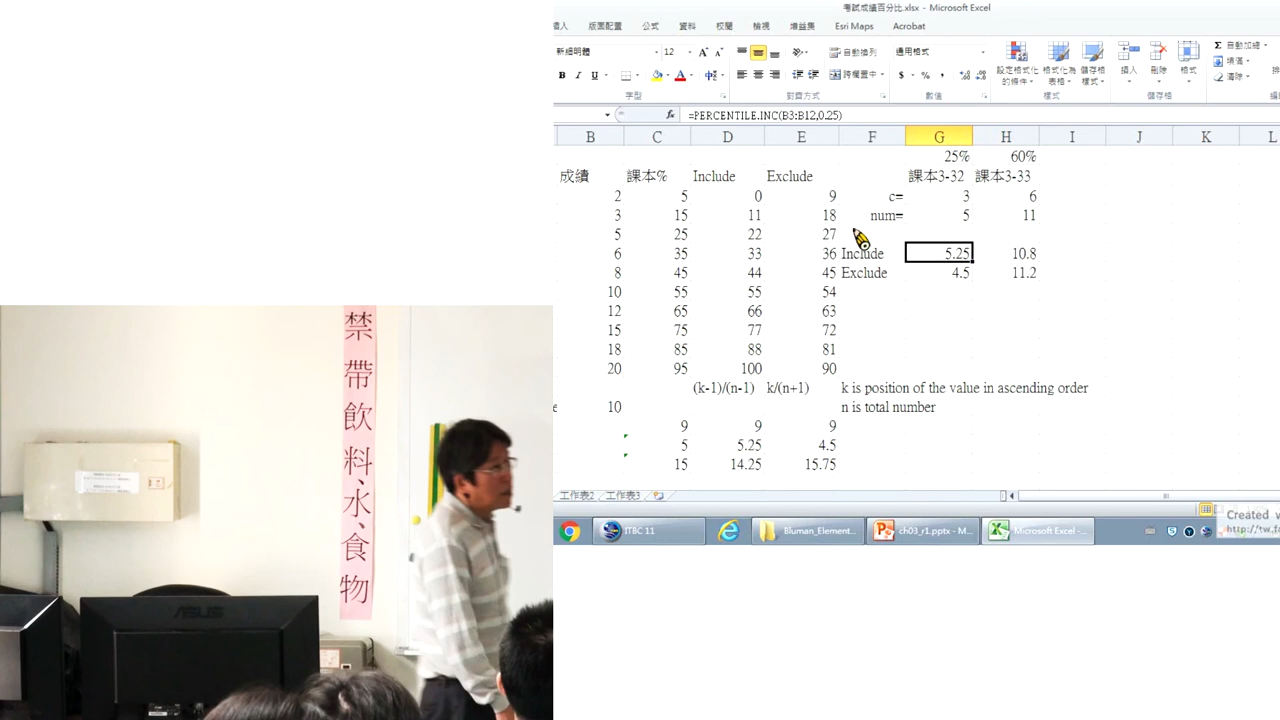 考試成績百分比.xlsx - Microsoft Excel
插入 版面配置 公式 資料 校閱 檢視 增益集 Esri Maps Acrobat
新細明體 12 自動換列 通用格式 Σ 自動加總
B I U 跨欄置中 $ % , 設定格式化的條件 格式化為表格 儲存格樣式 插入 刪除 格式 填滿 清除
字型 對齊方式 數值 樣式 儲存格
fx =PERCENTILE.INC(B3:B12,0.25)
B C D E F G H I J K L
25% 60%
成績 課本% Include Exclude 課本3-32 課本3-33
2 5 0 9 c= 3 6
3 15 11 18 num= 5 11
5 25 22 27
6 35 33 36 Include 5.25 10.8
8 45 44 45 Exclude 4.5 11.2
10 55 55 54
12 65 66 63
15 75 77 72
18 85 88 81
20 95 100 90
(k-1)/(n-1) k/(n+1) k is position of the value in ascending order
10 n is total number
9 9 9
5 5.25 4.5
15 14.25 15.75
工作表2 工作表3
ITBC 11 Bluman_Element... ch03_r1.pptx - M... Microsoft Excel -...
Created
http://tw.
禁帶飲料、水、食物
ASUS